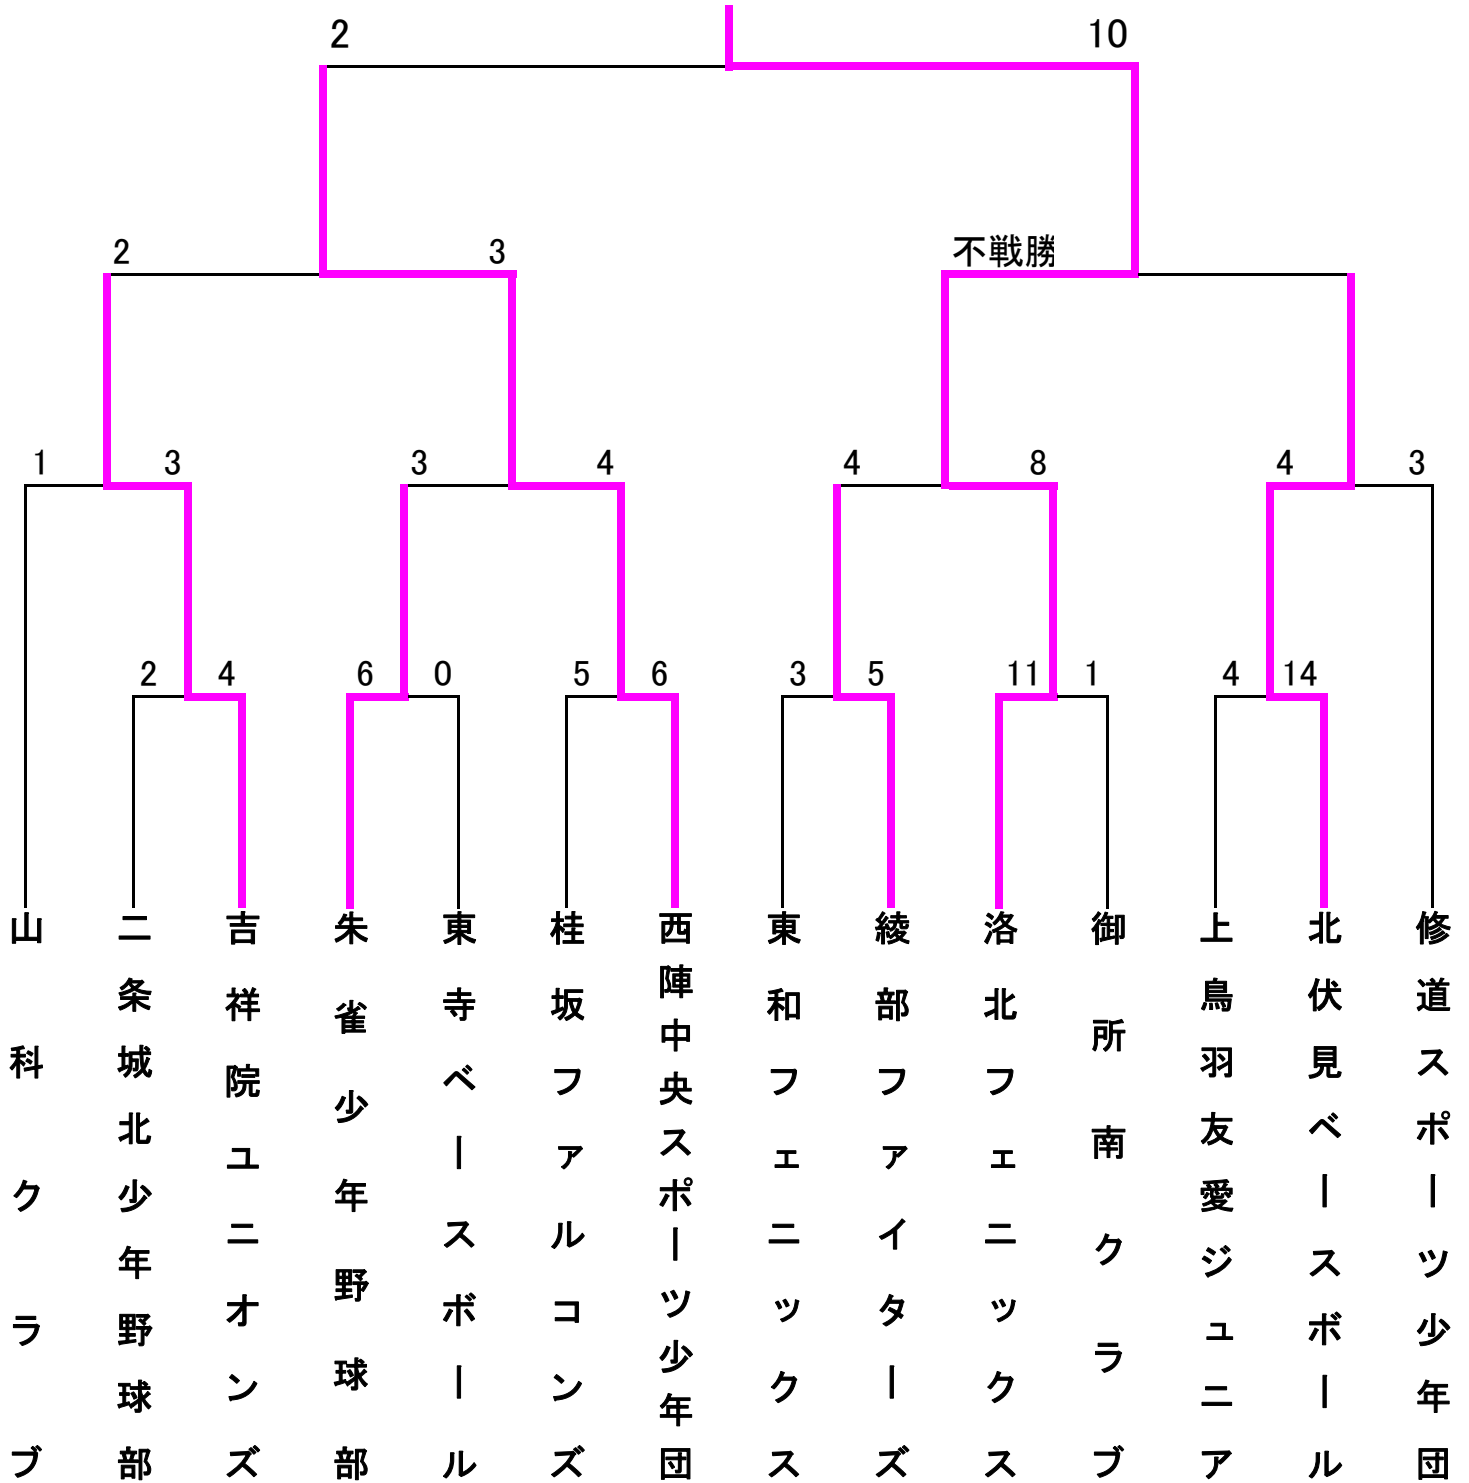 2 10
2 3 不戦勝
1 3 3 4 4 8 4 3
2 4 6 0 5 6 3 5 11 1 4 14
山科クラブ
二条城北少年野球部
吉祥院ユニオンズ
朱雀少年野球部
東寺ベースボール
桂坂ファルコンズ
西陣中央スポーツ少年団
東和フェニックス
綾部ファイターズ
洛北フェニックス
御所南クラブ
上鳥羽友愛ジュニア
北伏見ベースボール
修道スポーツ少年団